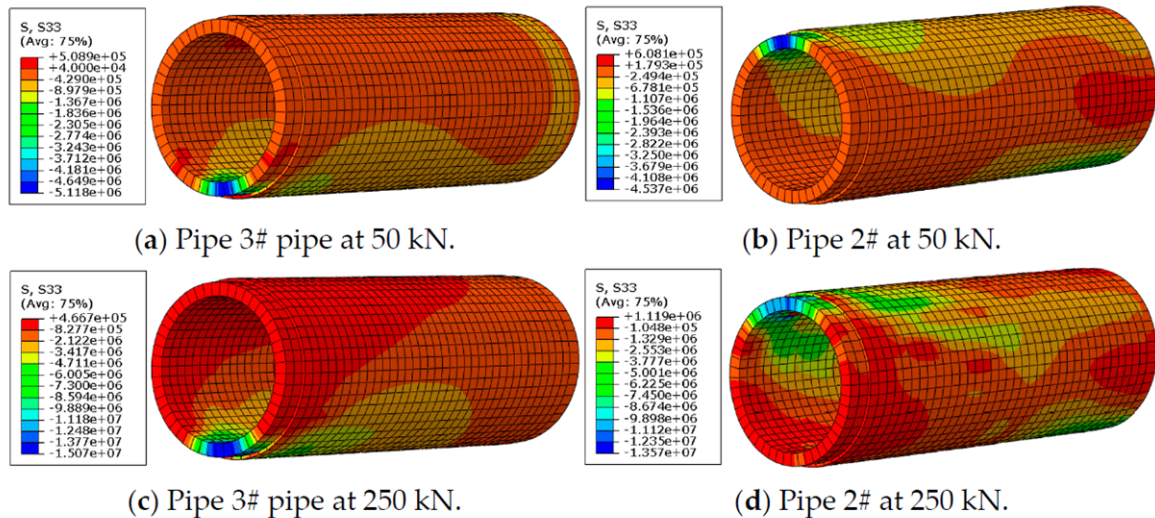 S, S33
(Avg: 75%)
+5.089e+05
+4.000e+04
-4.290e+05
-8.979e+05
-1.367e+06
-1.836e+06
-2.305e+06
-2.774e+06
-3.243e+06
-3.712e+06
-4.181e+06
-4.649e+06
-5.118e+06
(a) Pipe 3# pipe at 50 kN.
S, S33
(Avg: 75%)
+6.081e+05
+1.793e+05
-2.494e+05
-6.781e+05
-1.107e+06
-1.536e+06
-1.964e+06
-2.393e+06
-2.822e+06
-3.250e+06
-3.679e+06
-4.108e+06
-4.537e+06
(b) Pipe 2# at 50 kN.
S, S33
(Avg: 75%)
+4.667e+05
-8.277e+05
-2.122e+06
-3.417e+06
-4.711e+06
-6.005e+06
-7.300e+06
-8.594e+06
-9.889e+06
-1.118e+07
-1.248e+07
-1.377e+07
-1.507e+07
(c) Pipe 3# pipe at 250 kN.
S, S33
(Avg: 75%)
+1.119e+06
-1.048e+05
-1.329e+06
-2.553e+06
-3.777e+06
-5.001e+06
-6.225e+06
-7.450e+06
-8.674e+06
-9.898e+06
-1.112e+07
-1.235e+07
-1.357e+07
(d) Pipe 2# at 250 kN.